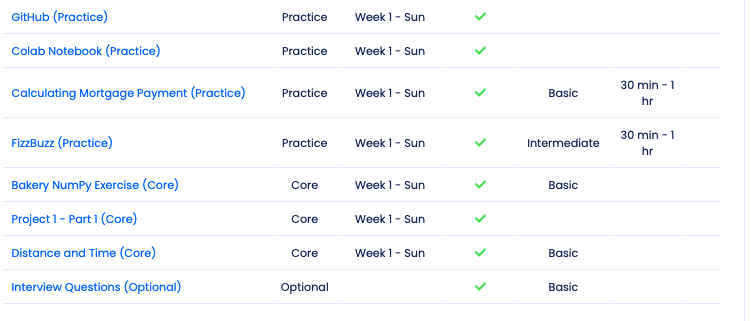 GitHub (Practice) Practice Week 1 - Sun
Colab Notebook (Practice) Practice Week 1 - Sun
Calculating Mortgage Payment (Practice) Practice Week 1 - Sun Basic 30 min - 1 hr
FizzBuzz (Practice) Practice Week 1 - Sun Intermediate 30 min - 1 hr
Bakery NumPy Exercise (Core) Core Week 1 - Sun Basic
Project 1 - Part 1 (Core) Core Week 1 - Sun
Distance and Time (Core) Core Week 1 - Sun Basic
Interview Questions (Optional) Optional Basic